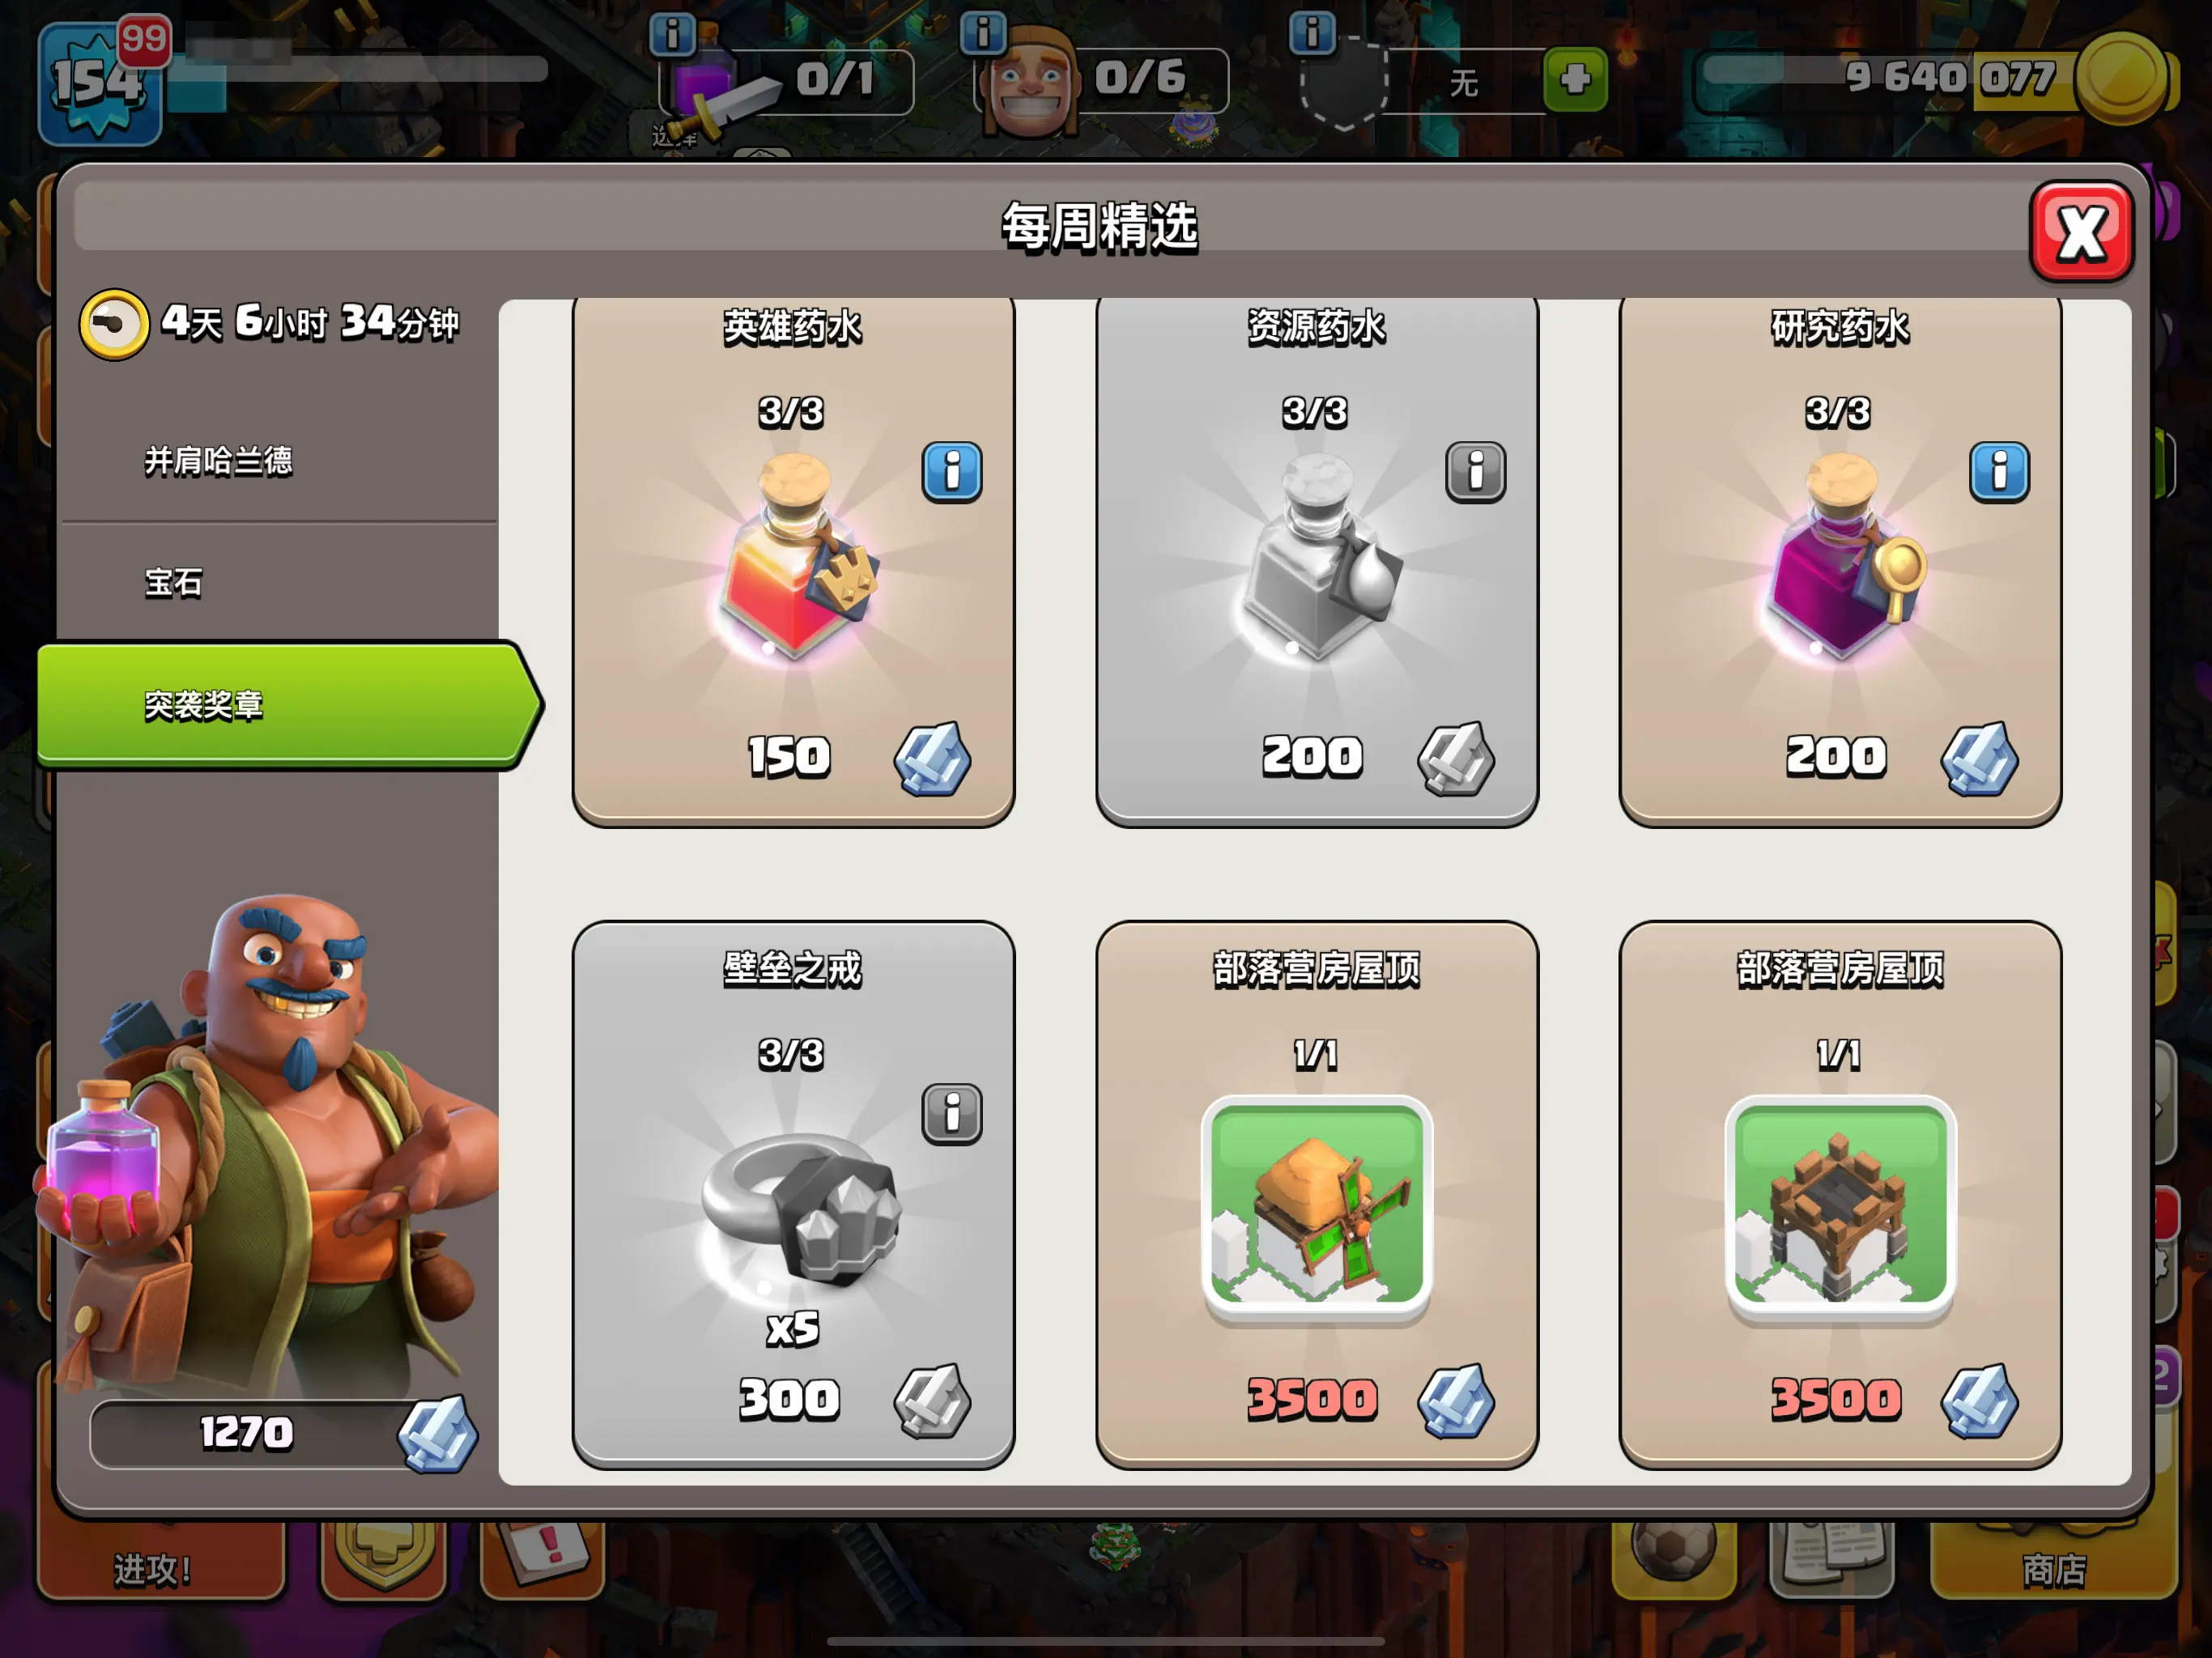 99
154
0/1
0/6
无
9 640 077
选择
每周精选
X
4天 6小时 34分钟
并肩哈兰德
宝石
突袭奖章
1270
英雄药水
3/3
150
资源药水
3/3
200
研究药水
3/3
200
壁垒之戒
3/3
x5
300
部落营房屋顶
1/1
3500
部落营房屋顶
1/1
3500
2
进攻!
商店